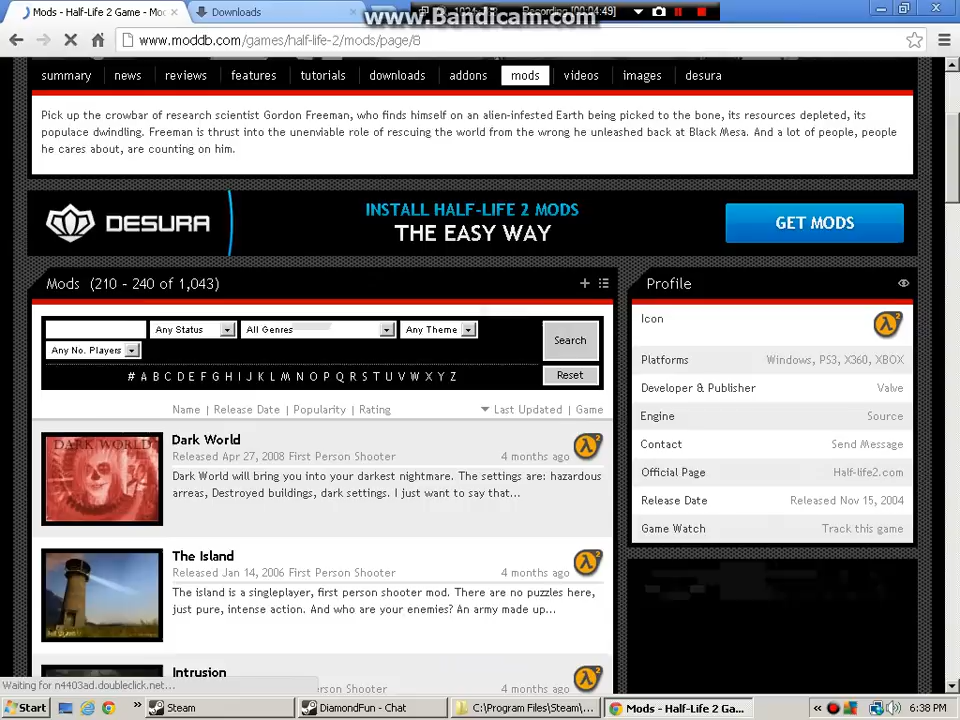 Mods - Half-Life 2 Game - Moc
Downloads
www.Bandicam.com
Recording [00:04:49]
www.moddb.com/games/half-life-2/mods/page/8
summary news reviews features tutorials downloads addons mods videos images desura
Pick up the crowbar of research scientist Gordon Freeman, who finds himself on an alien-infested Earth being picked to the bone, its resources depleted, its
populace dwindling. Freeman is thrust into the unenviable role of rescuing the world from the wrong he unleashed back at Black Mesa. And a lot of people, people
he cares about, are counting on him.
DESURA
INSTALL HALF-LIFE 2 MODS
THE EASY WAY
GET MODS
Mods (210 - 240 of 1,043)
Any Status All Genres Any Theme
Search
Any No. Players
# A B C D E F G H I J K L M N O P Q R S T U V W X Y Z
Reset
Name | Release Date | Popularity | Rating
Last Updated | Game
DARK WORLD
Dark World
Released Apr 27, 2008 First Person Shooter 4 months ago
Dark World will bring you into your darkest nightmare. The settings are: hazardous
arreas, Destroyed buildings, dark settings. I just want to say that...
The Island
Released Jan 14, 2006 First Person Shooter 4 months ago
The island is a singleplayer, first person shooter mod. There are no puzzles here,
just pure, intense action. And who are your enemies? An army made up...
Intrusion
Person Shooter 4 months ago
Profile
Icon
Platforms Windows, PS3, X360, XBOX
Developer & Publisher Valve
Engine Source
Contact Send Message
Official Page Half-life2.com
Release Date Released Nov 15, 2004
Game Watch Track this game
Waiting for n4403ad.doubleclick.net...
Start
Steam
DiamondFun - Chat
C:\Program Files\Steam\...
Mods - Half-Life 2 Ga...
6:38 PM